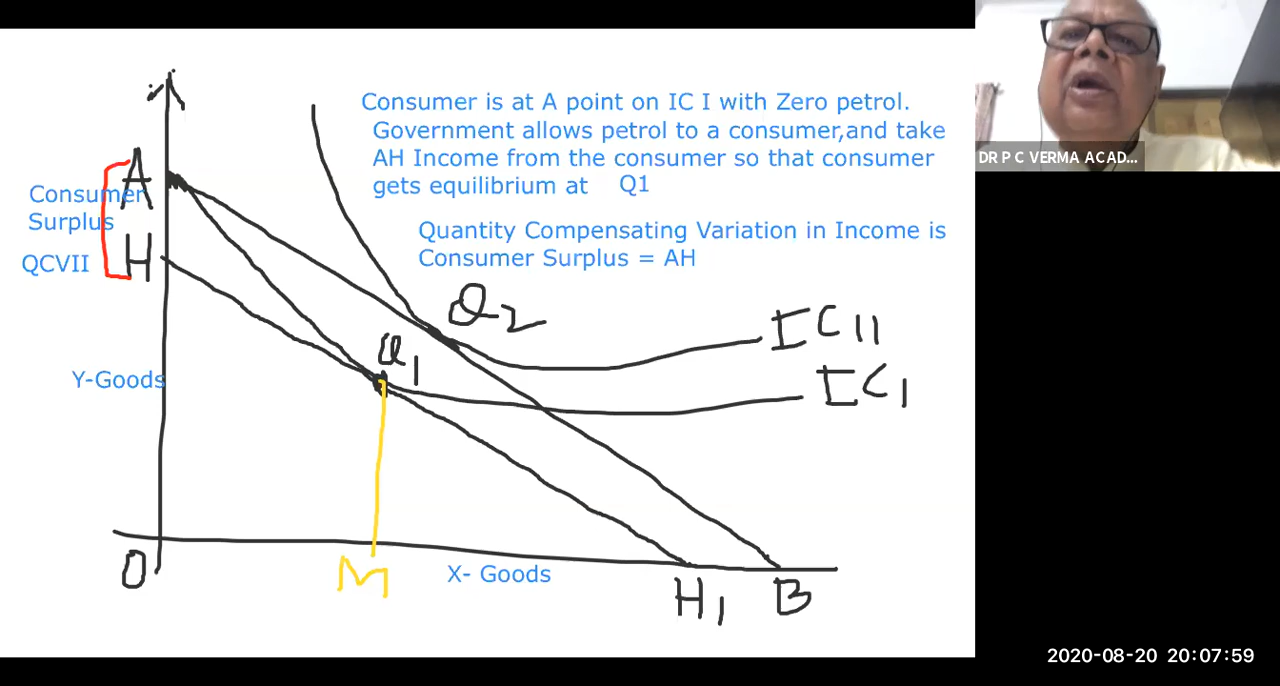 Consumer is at A point on IC I with Zero petrol.
Government allows petrol to a consumer,and take
AH Income from the consumer so that consumer
gets equilibrium at Q1
Quantity Compensating Variation in Income is
Consumer Surplus = AH
DR P C VERMA ACAD...
A
Consumer
Surplus
H
QCVII
Q2
Q1
IC11
IC1
Y-Goods
O
M
X- Goods
H1
B
2020-08-20 20:07:59